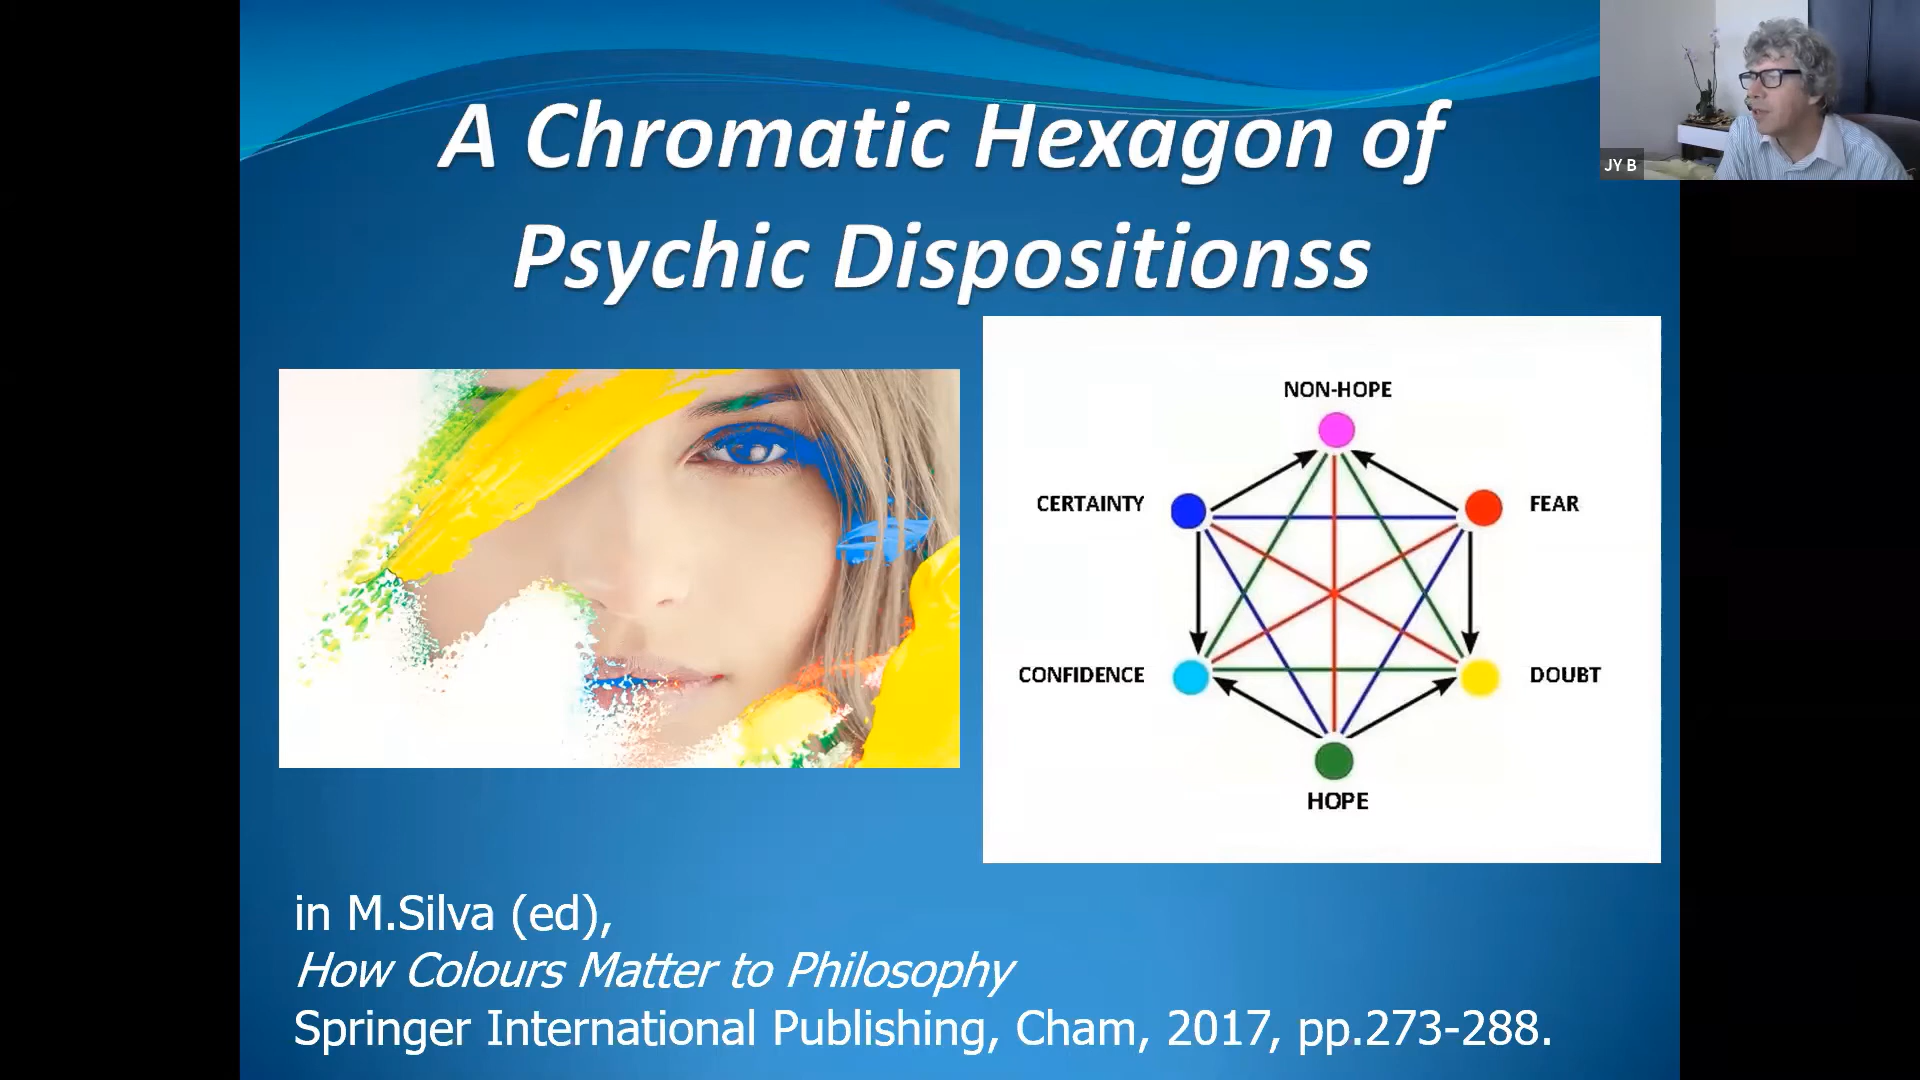 A Chromatic Hexagon of
Psychic Dispositionss
JY B
NON-HOPE
CERTAINTY
FEAR
CONFIDENCE
DOUBT
HOPE
in M.Silva (ed),
How Colours Matter to Philosophy
Springer International Publishing, Cham, 2017, pp.273-288.